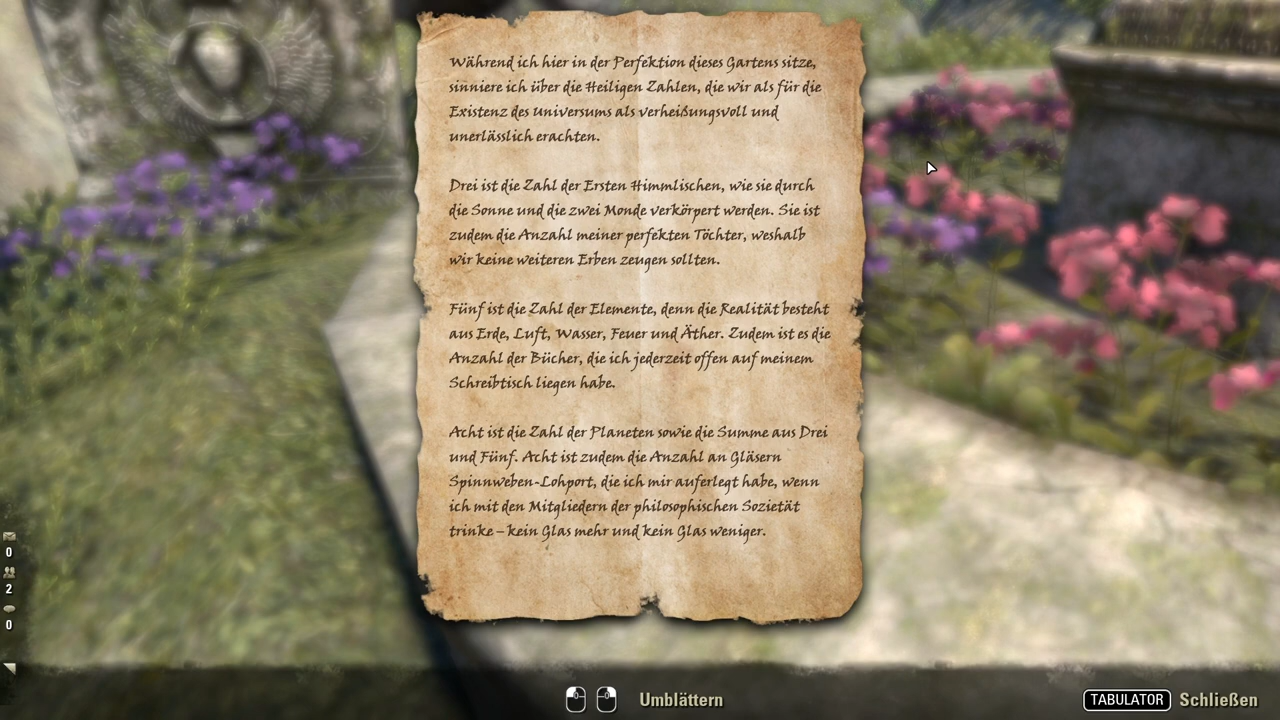 Während ich hier in der Perfektion dieses Gartens sitze,
sinniere ich über die Heiligen Zahlen, die wir als für die
Existenz des Universums als verheißungsvoll und
unerlässlich erachten.
Drei ist die Zahl der Ersten Himmlischen, wie sie durch
die Sonne und die zwei Monde verkörpert werden. Sie ist
zudem die Anzahl meiner perfekten Töchter, weshalb
wir keine weiteren Erben zeugen sollten.
Fünf ist die Zahl der Elemente, denn die Realität besteht
aus Erde, Luft, Wasser, Feuer und Äther. Zudem ist es die
Anzahl der Bücher, die ich jederzeit offen auf meinem
Schreibtisch liegen habe.
Acht ist die Zahl der Planeten sowie die Summe aus Drei
und Fünf. Acht ist zudem die Anzahl an Gläsern
Spinnweben-Lohport, die ich mir auferlegt habe, wenn
ich mit den Mitgliedern der philosophischen Sozietät
trinke – kein Glas mehr und kein Glas weniger.
0
2
0
Umblättern
TABULATOR Schließen